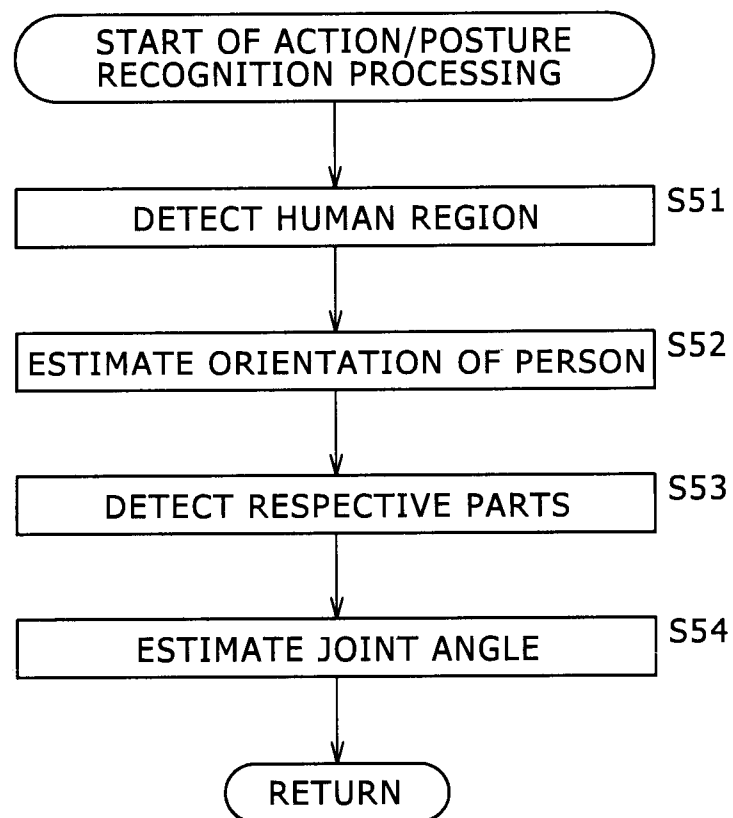 START OF ACTION/POSTURE
RECOGNITION PROCESSING
DETECT HUMAN REGION
S51
ESTIMATE ORIENTATION OF PERSON
S52
DETECT RESPECTIVE PARTS
S53
ESTIMATE JOINT ANGLE
S54
RETURN